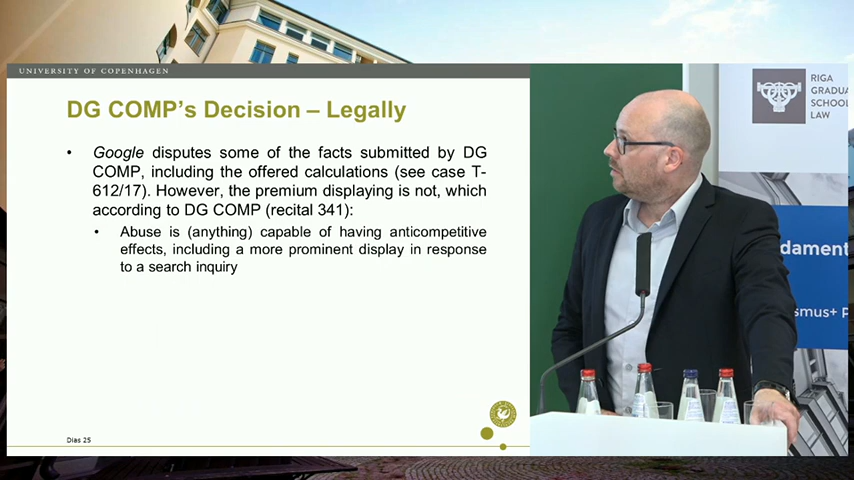 UNIVERSITY OF COPENHAGEN
DG COMP’s Decision – Legally
• Google disputes some of the facts submitted by DG
COMP, including the offered calculations (see case T-
612/17). However, the premium displaying is not, which
according to DG COMP (recital 341):
• Abuse is (anything) capable of having anticompetitive
effects, including a more prominent display in response
to a search inquiry
Dias 25
RIGA
GRADUA
SCHOOL
LAW
dament
smus+ P